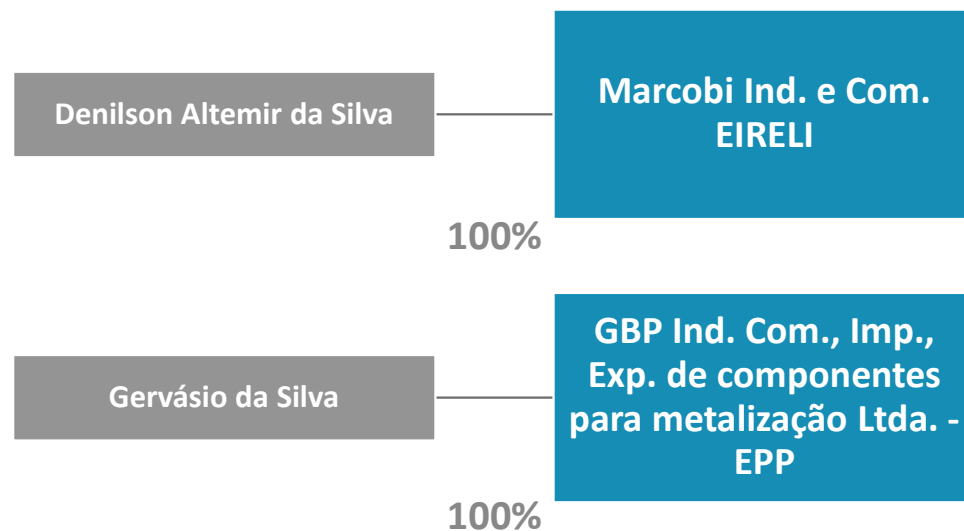 Denilson Altemir da Silva
Marcobi Ind. e Com.
EIRELI
100%
Gervásio da Silva
GBP Ind. Com., Imp.,
Exp. de componentes
para metalização Ltda. -
EPP
100%